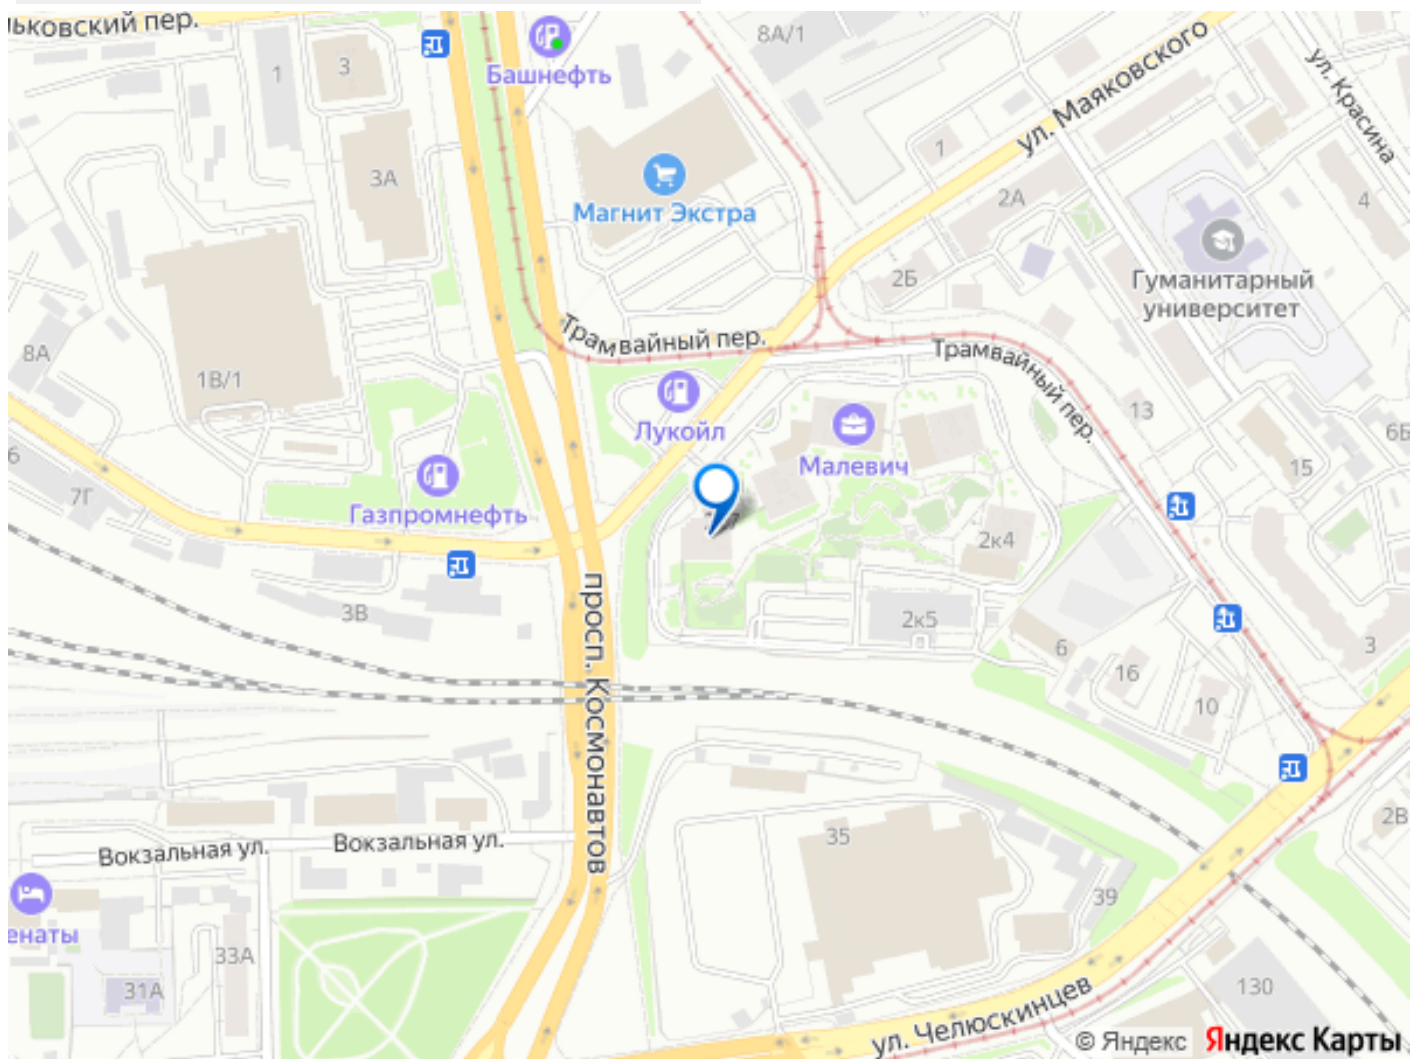 льковский пер.
8А/1
Башнефть
1
3
3А
ул. Маяковского
ул. Красина
1
2А
4
Магнит Экстра
Гуманитарный
университет
2Б
Трамвайный пер.
Трамвайный пер.
8А
1В/1
Лукойл
13
6Б
Малевич
15
6
7Г
Газпромнефть
2к4
3В
2к5
6
3
16
10
просп. Космонавтов
Вокзальная ул.
Вокзальная ул.
35
2В
39
енаты
33А
31А
130
ул. Челюскинцев
© Яндекс Яндекс Карты